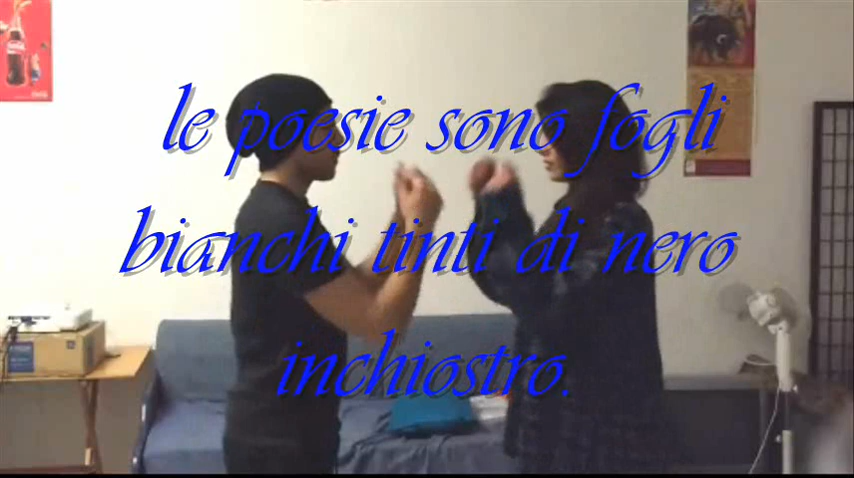 le poesie sono fogli
bianchi tinti di nero
inchiostro.